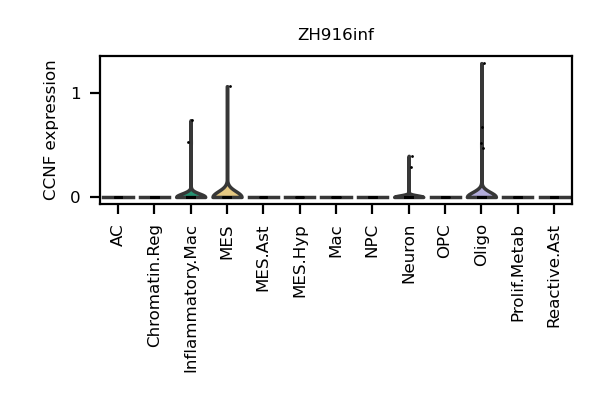 ZH916inf
CCNF expression
1
0
AC
Chromatin.Reg
Inflammatory.Mac
MES
MES.Ast
MES.Hyp
Mac
NPC
Neuron
OPC
Oligo
Prolif.Metab
Reactive.Ast